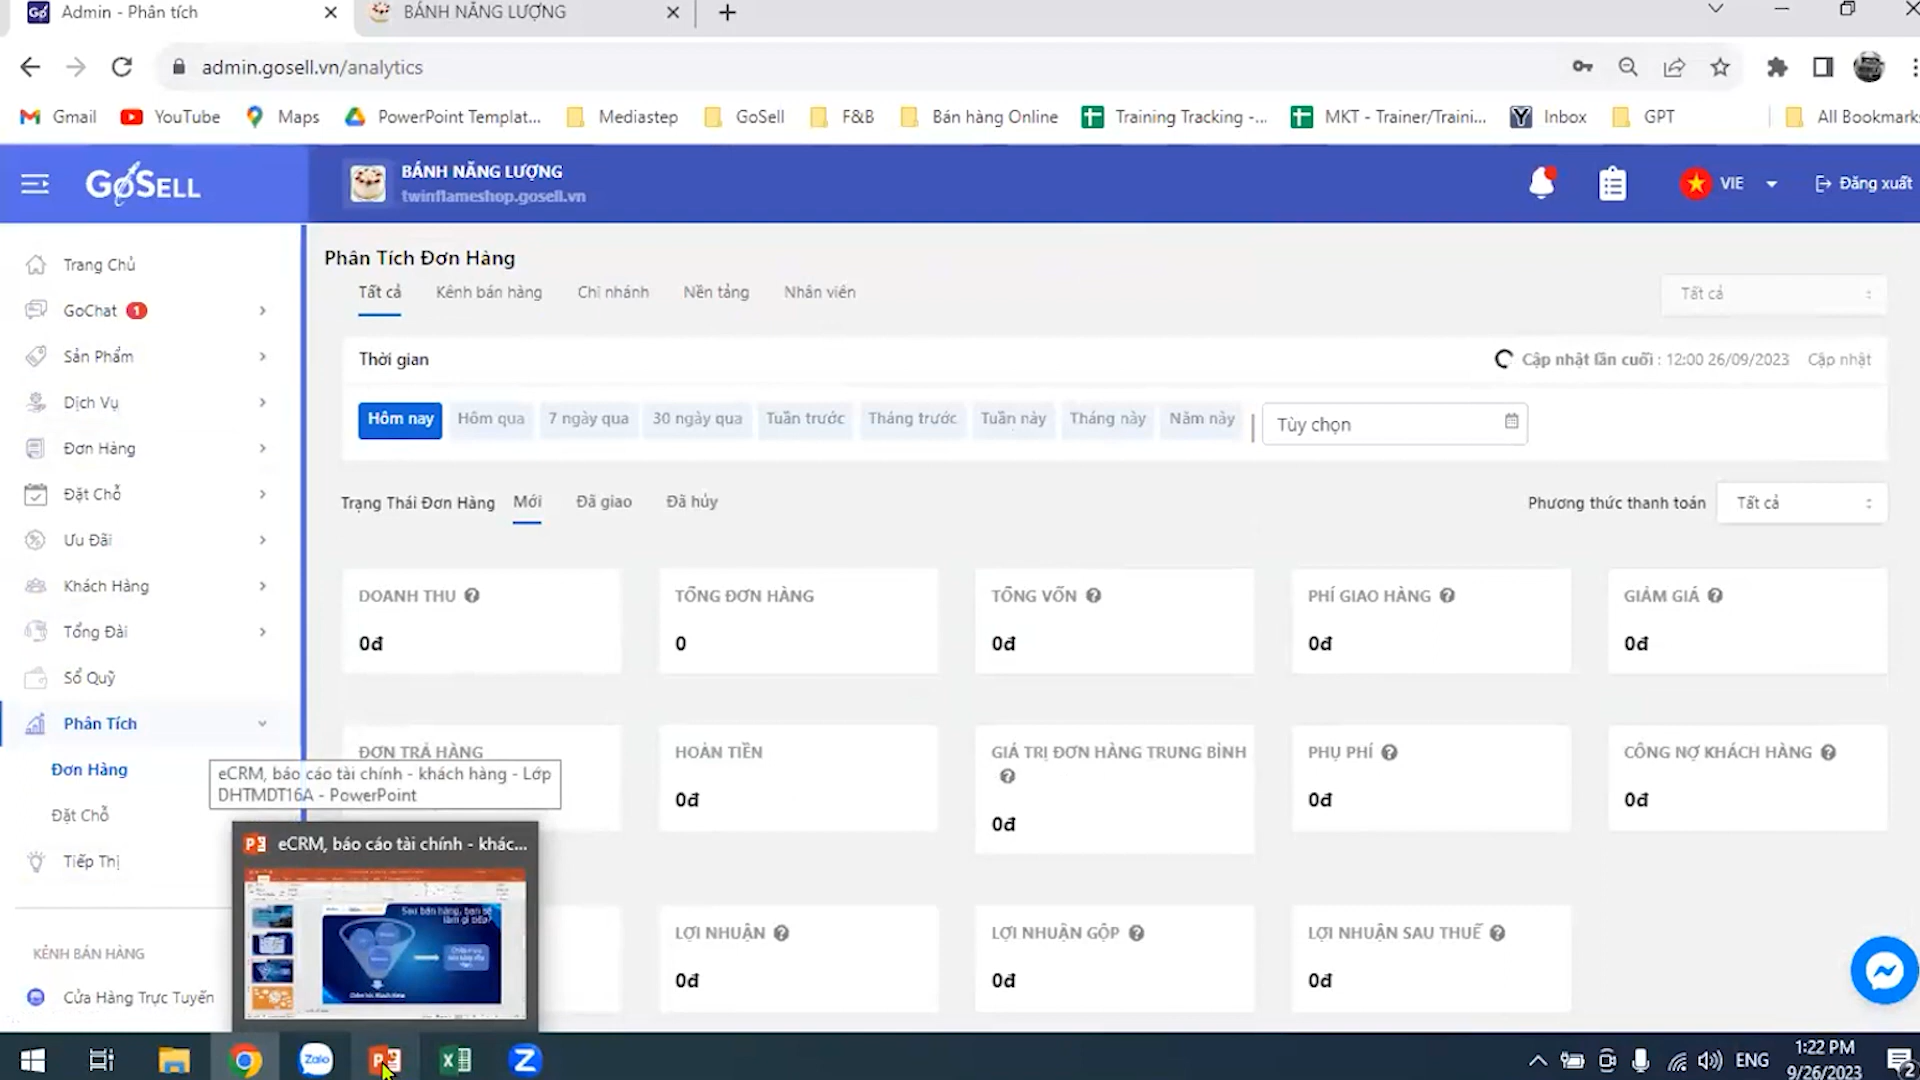 Admin - Phân tích
BÁNH NĂNG LƯỢNG
admin.gosell.vn/analytics
Gmail
YouTube
Maps
PowerPoint Templat...
Mediastep
GoSell
F&B
Bán hàng Online
Training Tracking -...
MKT - Trainer/Traini...
Inbox
GPT
All Bookmarks
GoSELL
BÁNH NĂNG LƯỢNG
twinflameshop.gosell.vn
VIE
Đăng xuất
Trang Chủ
GoChat 1
Sản Phẩm
Dịch Vụ
Đơn Hàng
Đặt Chỗ
Ưu Đãi
Khách Hàng
Tổng Đài
Sổ Quỹ
Phân Tích
Đơn Hàng
Đặt Chỗ
Tiếp Thị
KÊNH BÁN HÀNG
Cửa Hàng Trực Tuyến
Phân Tích Đơn Hàng
Tất cả
Kênh bán hàng
Chi nhánh
Nền tảng
Nhân viên
Tất cả
Thời gian
Cập nhật lần cuối : 12:00 26/09/2023
Cập nhật
Hôm nay
Hôm qua
7 ngày qua
30 ngày qua
Tuần trước
Tháng trước
Tuần này
Tháng này
Năm này
Tùy chọn
Trạng Thái Đơn Hàng
Mới
Đã giao
Đã hủy
Phương thức thanh toán
Tất cả
DOANH THU
0đ
TỔNG ĐƠN HÀNG
0
TỔNG VỐN
0đ
PHÍ GIAO HÀNG
0đ
GIẢM GIÁ
0đ
ĐƠN TRẢ HÀNG
HOÀN TIỀN
0đ
GIÁ TRỊ ĐƠN HÀNG TRUNG BÌNH
0đ
PHỤ PHÍ
0đ
CÔNG NỢ KHÁCH HÀNG
0đ
LỢI NHUẬN
0đ
LỢI NHUẬN GỘP
0đ
LỢI NHUẬN SAU THUẾ
0đ
eCRM, báo cáo tài chính - khách hàng - Lớp
DHTMDT16A - PowerPoint
eCRM, báo cáo tài chính - khác...
Sau bán hàng, bạn sẽ
làm gì tiếp?
Zalo
ENG
1:22 PM
9/26/2023
2